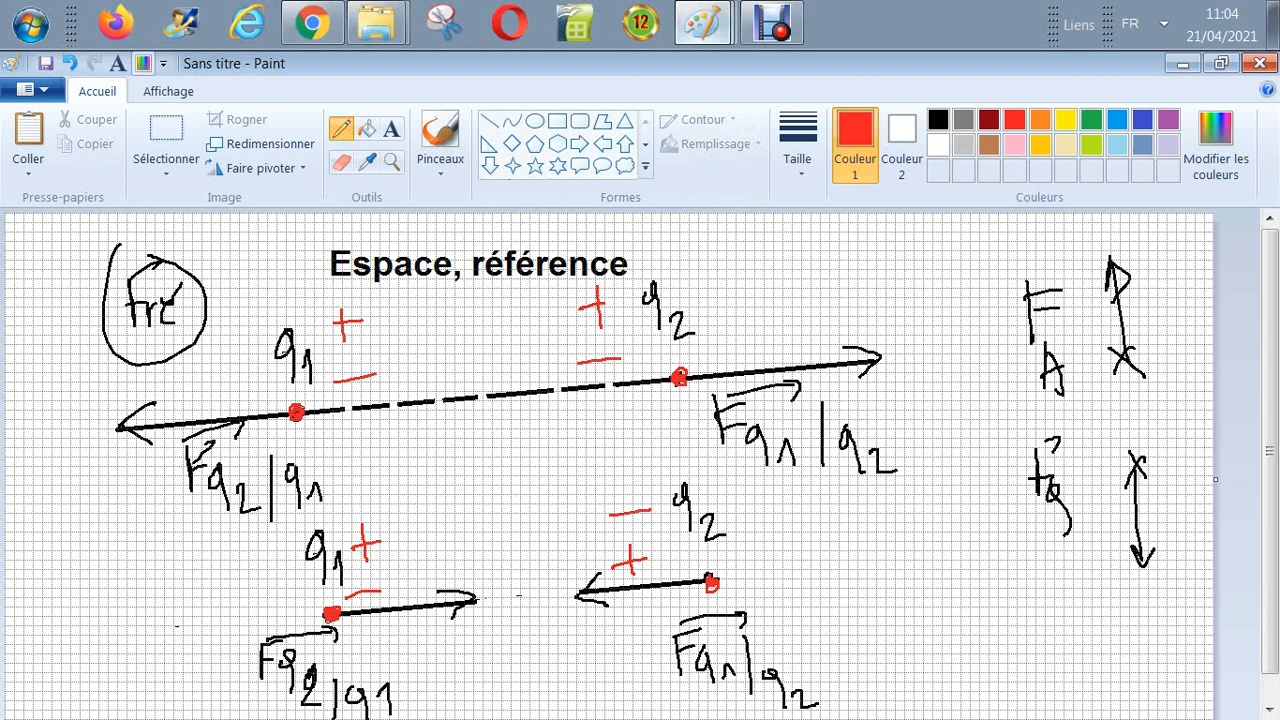 12
Liens
FR
11:04
21/04/2021
Sans titre - Paint
Accueil
Affichage
Coller
Couper
Copier
Presse-papiers
Sélectionner
Rogner
Redimensionner
Faire pivoter
Image
A
Outils
Pinceaux
Contour
Remplissage
Formes
Taille
Couleur 1
Couleur 2
Modifier les couleurs
Couleurs
Espace, référence
q1 +
−
+ q2
−
Fq2|q1
Fq1|q2
q1 +
−
− q2
+
Fq2|q1
Fq1|q2
F
A